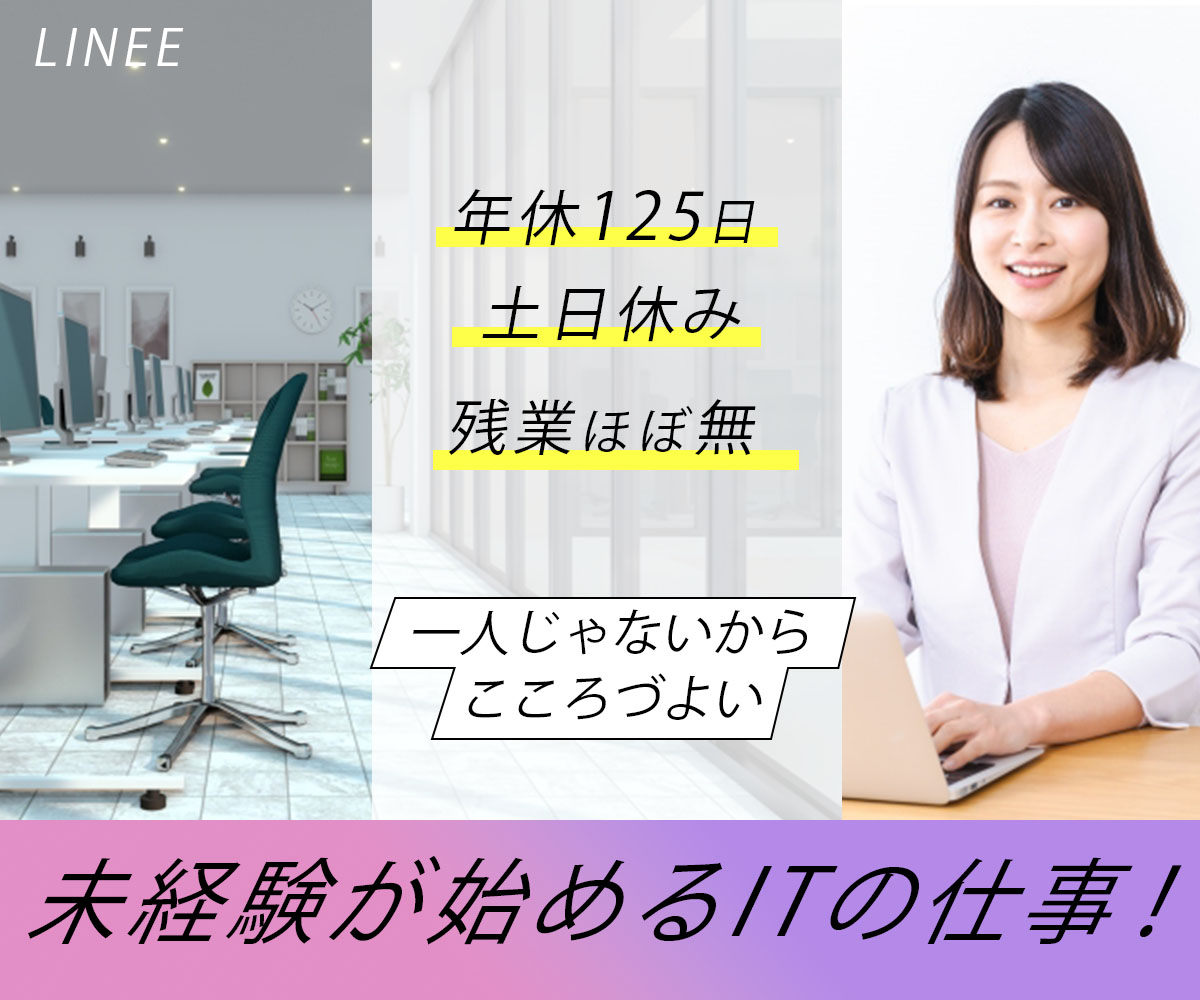 LINEE
年休125日
土日休み
残業ほぼ無
一人じゃないから
こころづよい
未経験が始めるITの仕事！